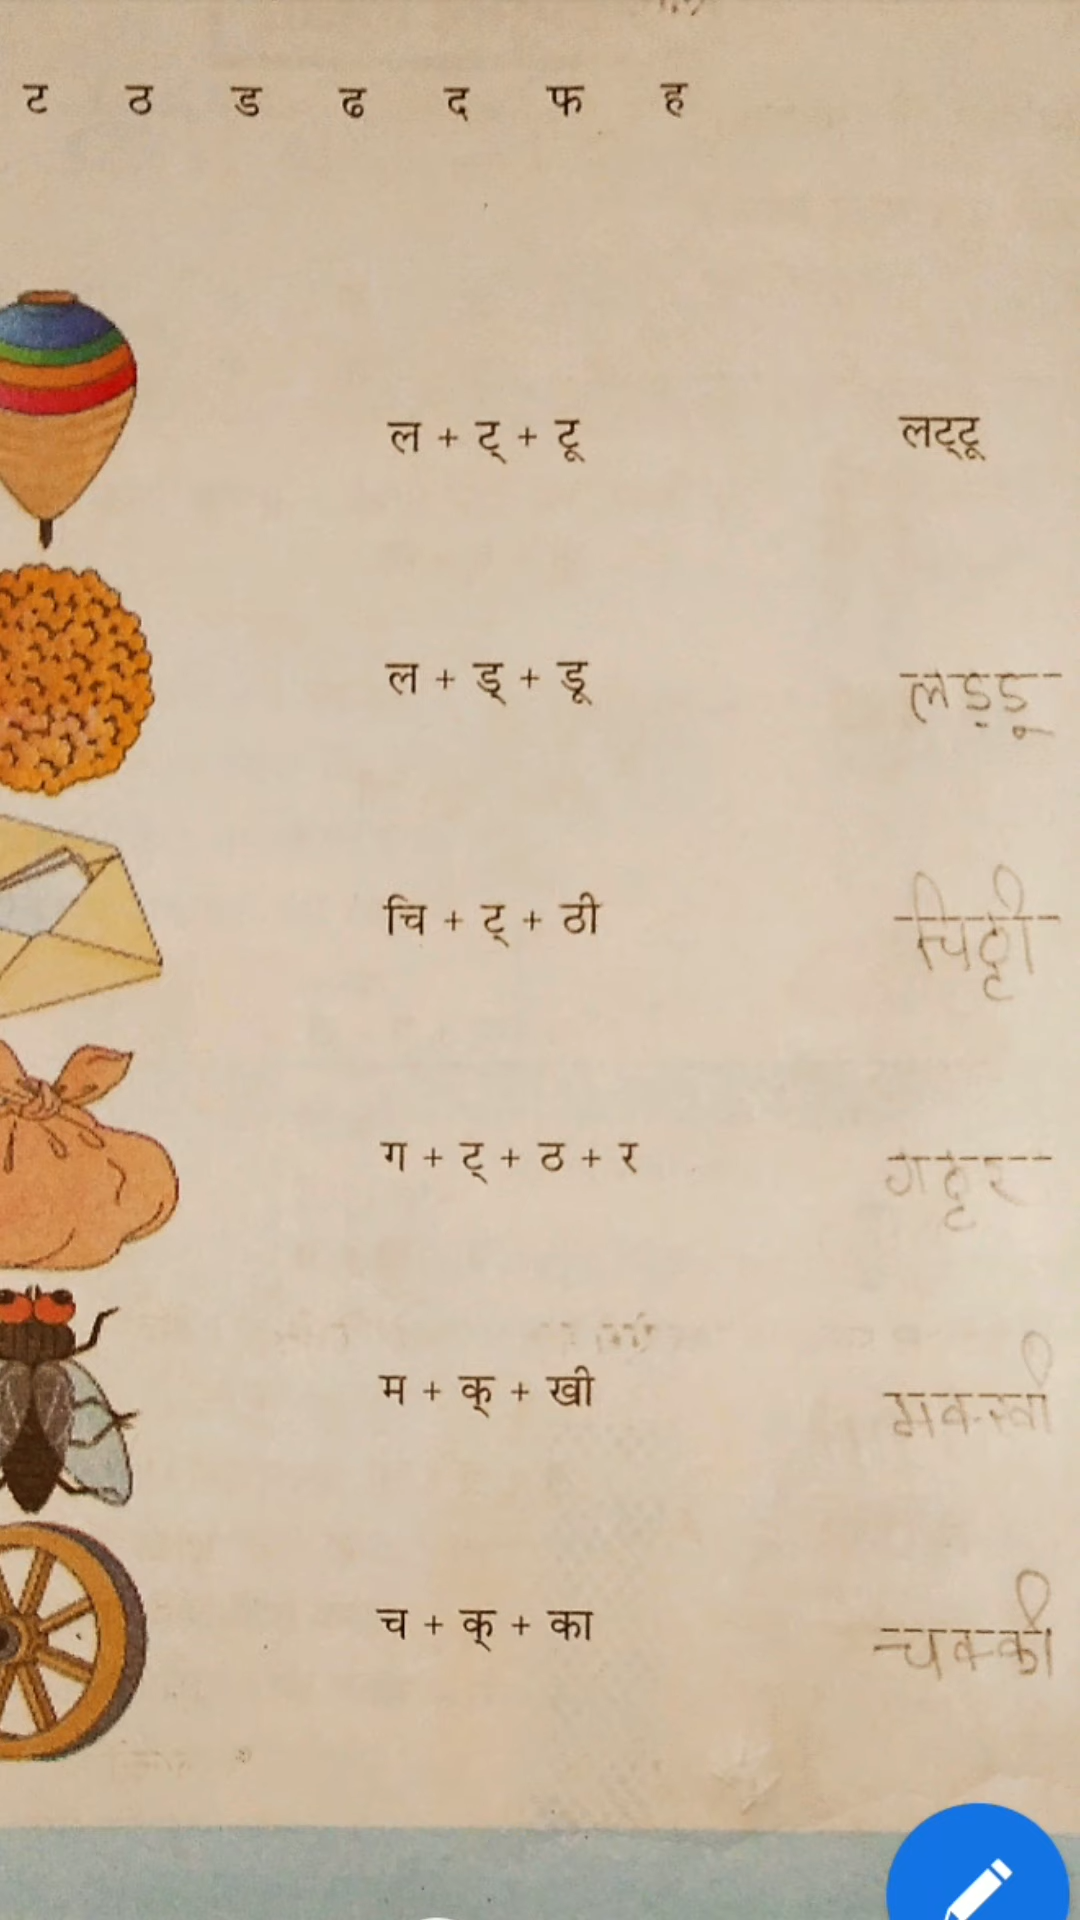 ट ठ ड ढ द फ ह
ल + ट् + टू लट्टू
ल + ड् + डू लड्डू
चि + ट् + ठी चिट्ठी
ग + ट् + ठ + र गट्ठर
म + क् + खी मक्खी
च + क् + का चक्की